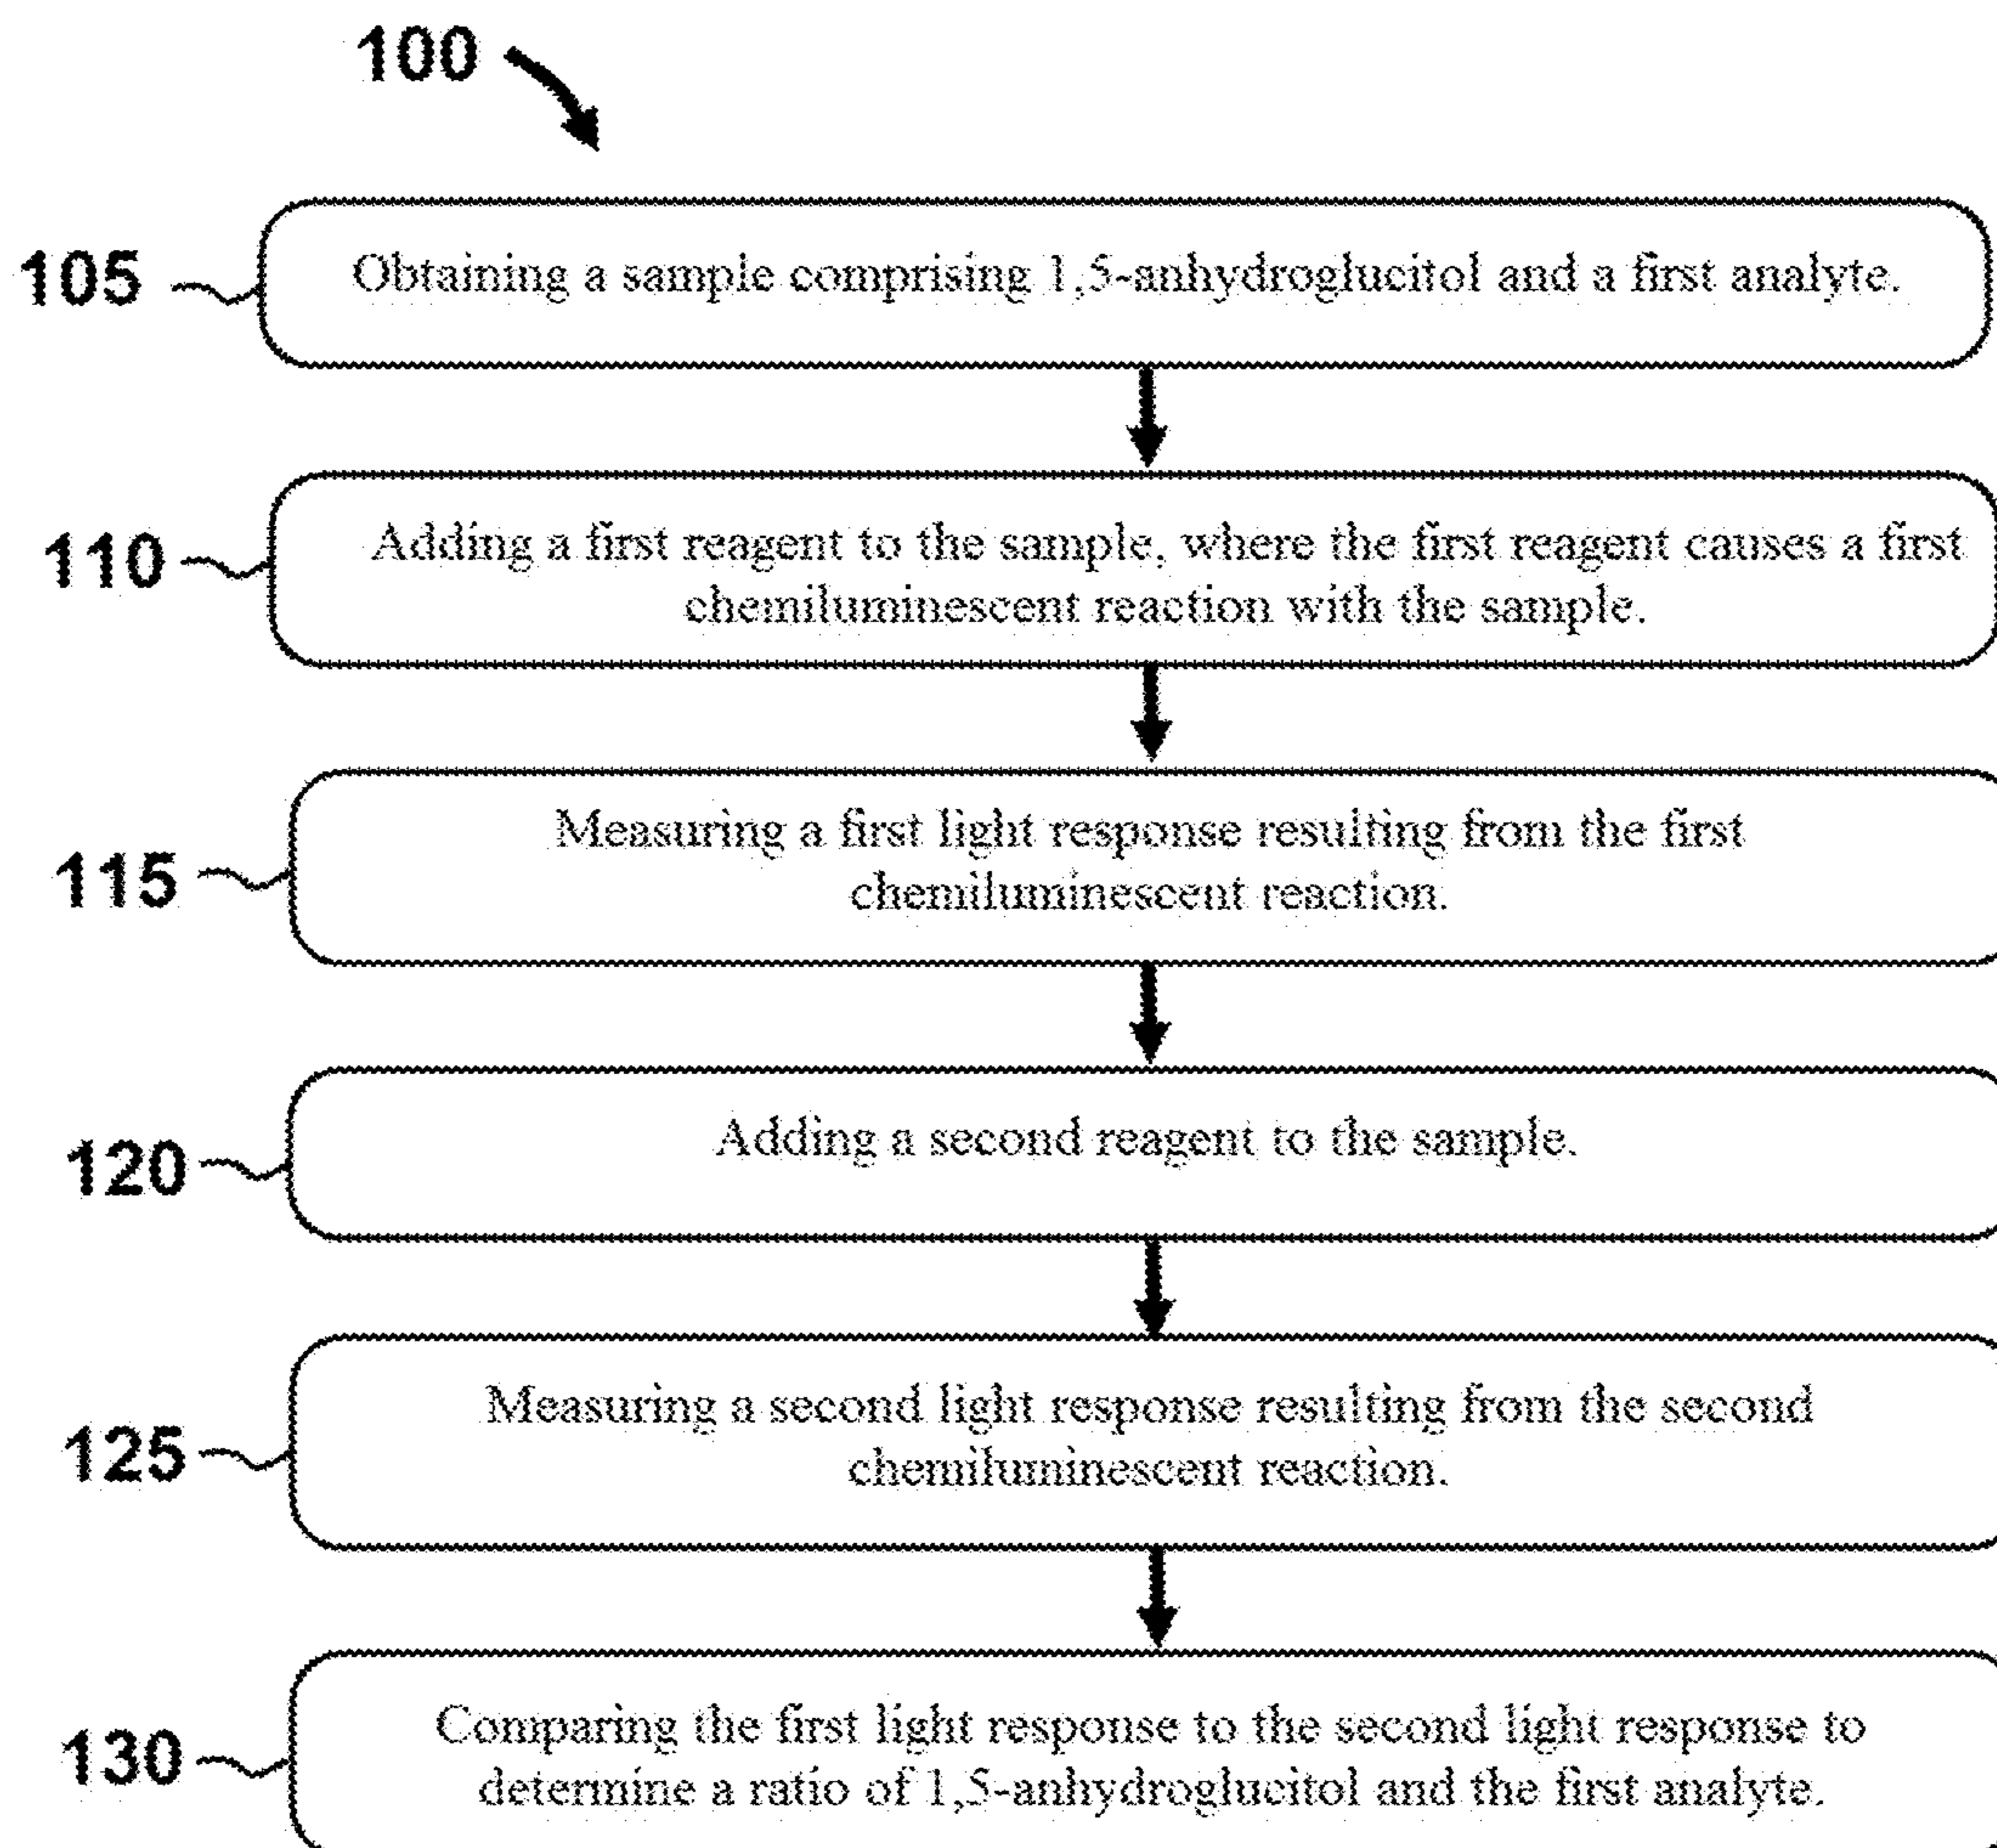 100
105
Obtaining a sample comprising 1,5-anhydroglucitol and a first analyte.
110
Adding a first reagent to the sample, where the first reagent causes a first
chemiluminescent reaction with the sample.
115
Measuring a first light response resulting from the first
chemiluminescent reaction.
120
Adding a second reagent to the sample.
125
Measuring a second light response resulting from the second
chemiluminescent reaction.
130
Comparing the first light response to the second light response to
determine a ratio of 1,5-anhydroglucitol and the first analyte.